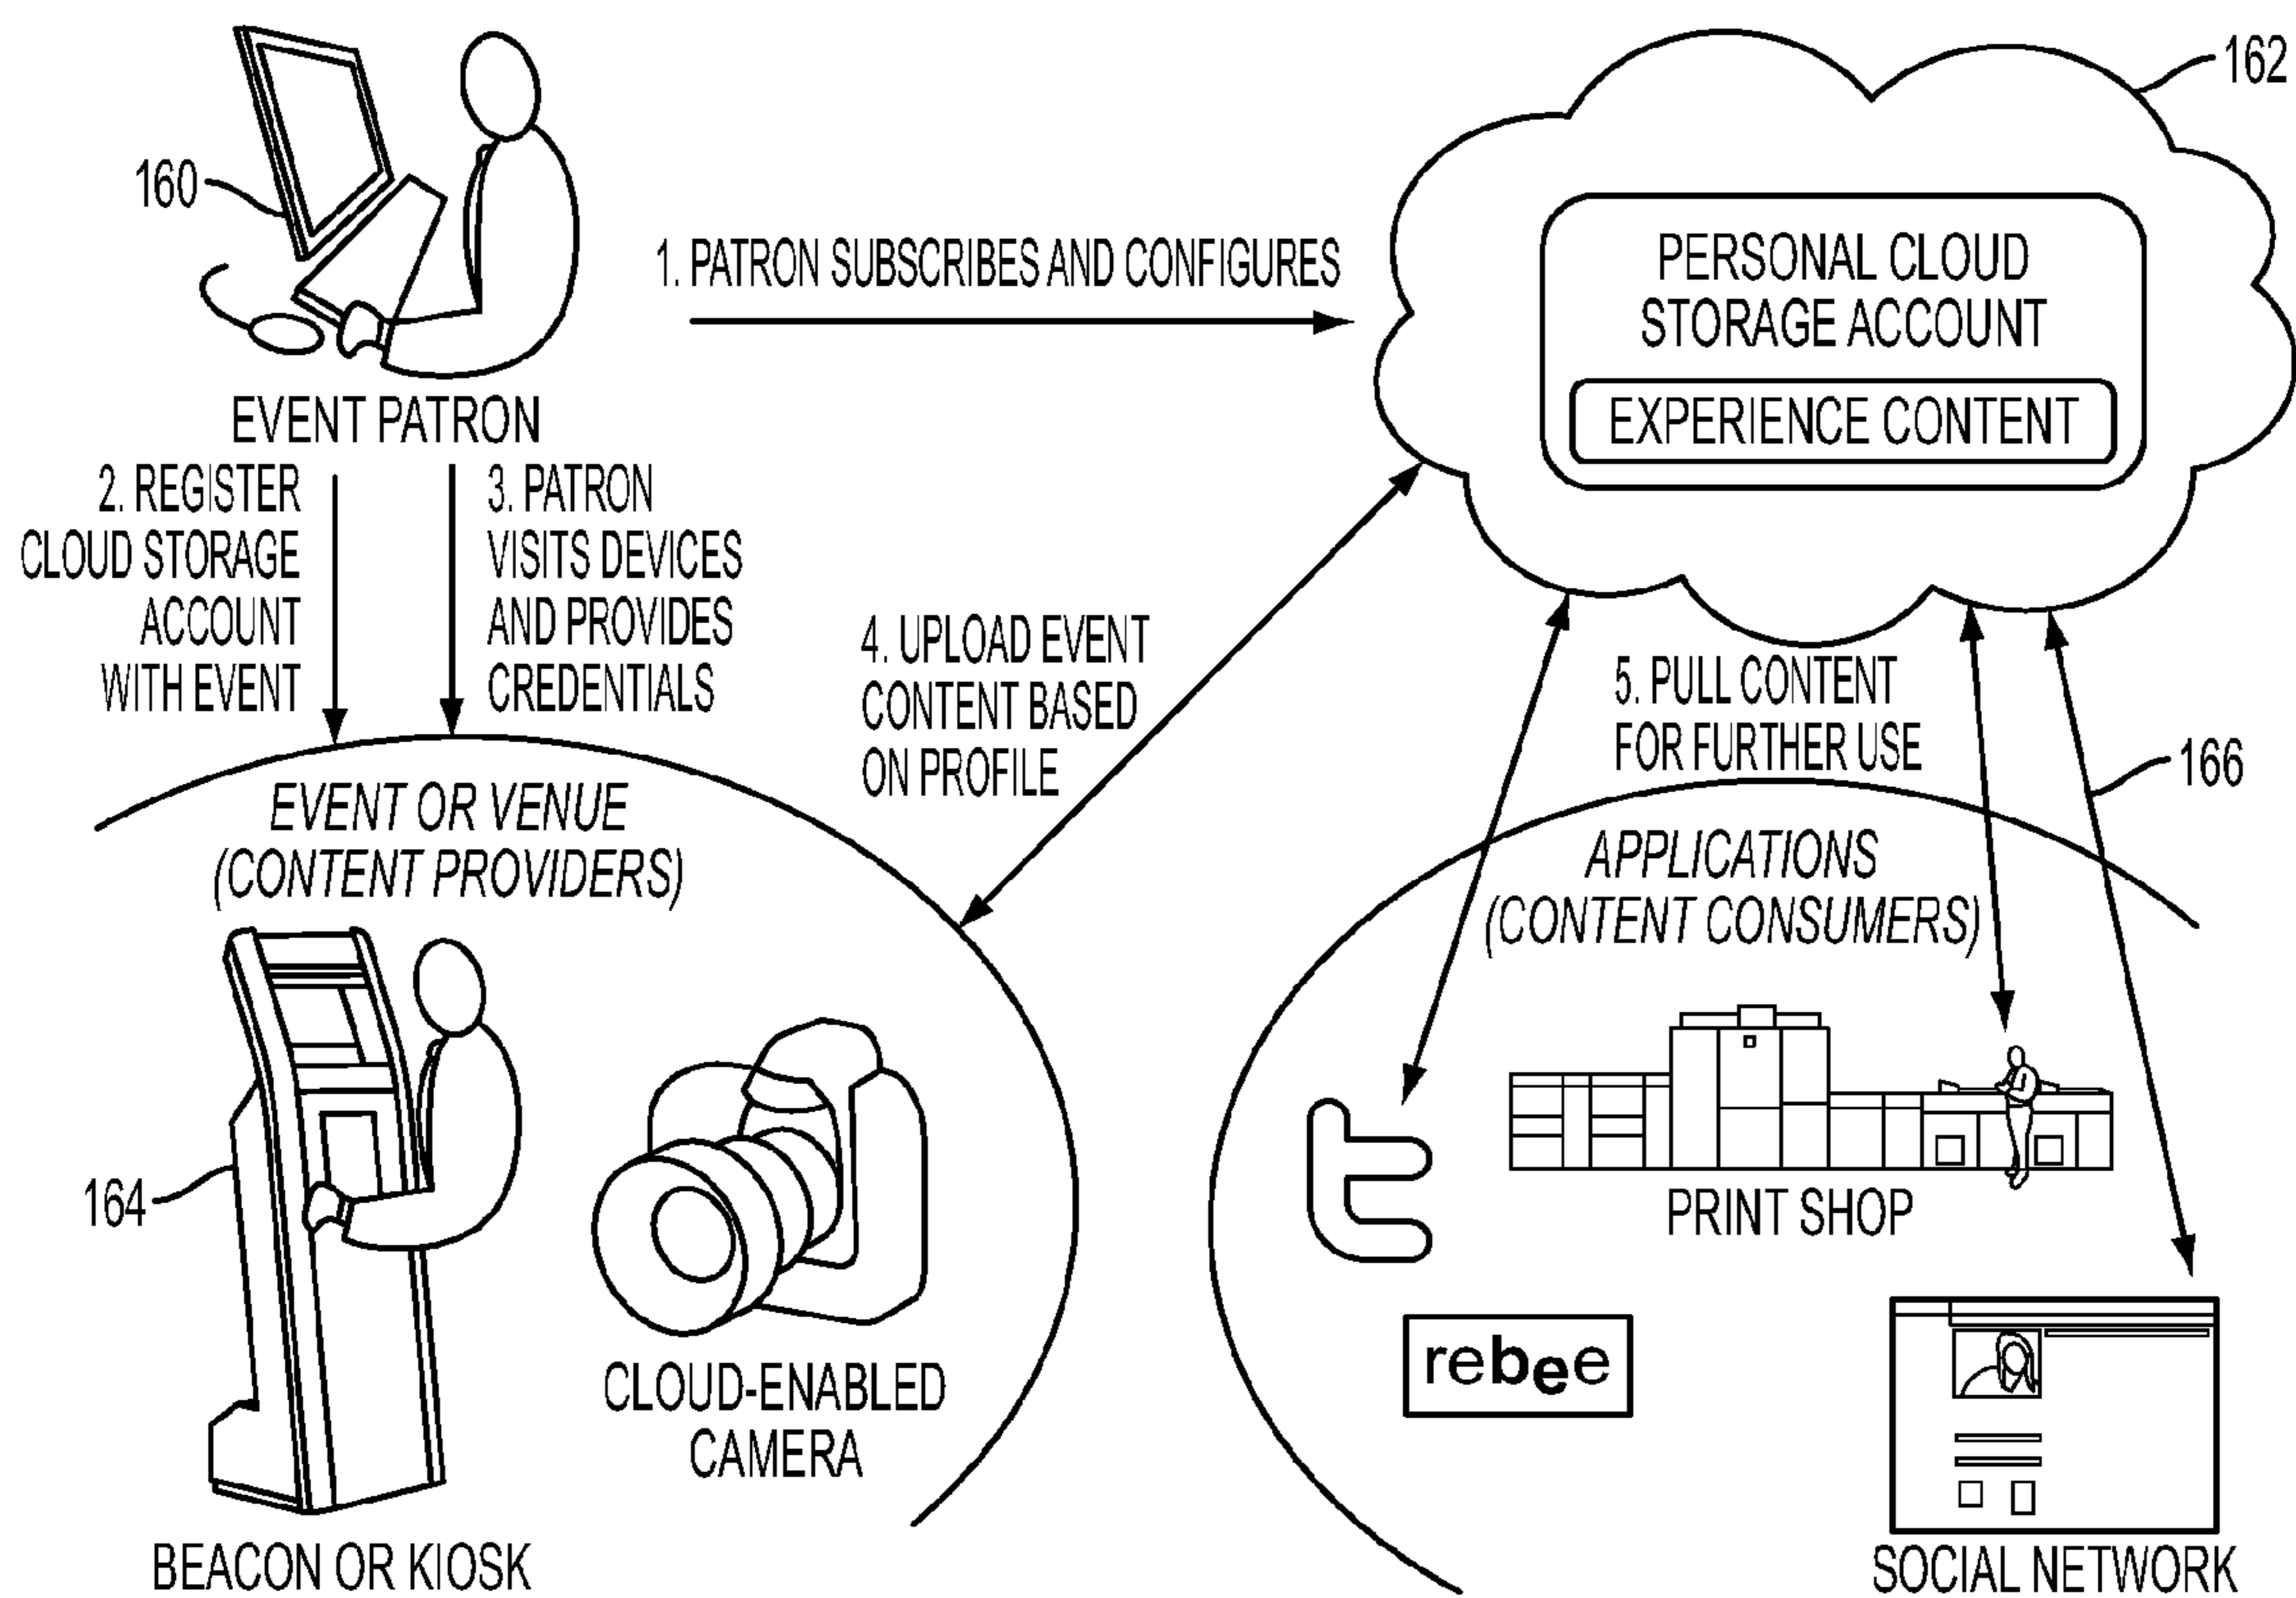 160
162
1. PATRON SUBSCRIBES AND CONFIGURES
PERSONAL CLOUD
STORAGE ACCOUNT
EXPERIENCE CONTENT
EVENT PATRON
2. REGISTER
CLOUD STORAGE
ACCOUNT
WITH EVENT
3. PATRON
VISITS DEVICES
AND PROVIDES
CREDENTIALS
4. UPLOAD EVENT
CONTENT BASED
ON PROFILE
5. PULL CONTENT
FOR FURTHER USE
166
EVENT OR VENUE
(CONTENT PROVIDERS)
164
BEACON OR KIOSK
CLOUD-ENABLED
CAMERA
APPLICATIONS
(CONTENT CONSUMERS)
t
PRINT SHOP
rebee
SOCIAL NETWORK